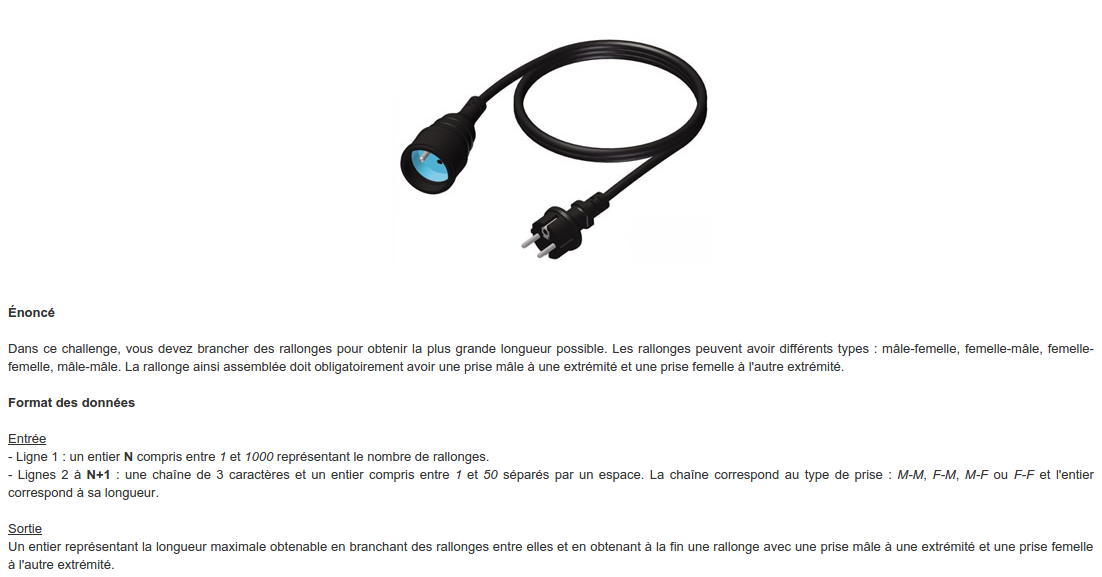 Énoncé
Dans ce challenge, vous devez brancher des rallonges pour obtenir la plus grande longueur possible. Les rallonges peuvent avoir différents types : mâle-femelle, femelle-mâle, femelle-
femelle, mâle-mâle. La rallonge ainsi assemblée doit obligatoirement avoir une prise mâle à une extrémité et une prise femelle à l'autre extrémité.
Format des données
Entrée
- Ligne 1 : un entier N compris entre 1 et 1000 représentant le nombre de rallonges.
- Lignes 2 à N+1 : une chaîne de 3 caractères et un entier compris entre 1 et 50 séparés par un espace. La chaîne correspond au type de prise : M-M, F-M, M-F ou F-F et l'entier
correspond à sa longueur.
Sortie
Un entier représentant la longueur maximale obtenable en branchant des rallonges entre elles et en obtenant à la fin une rallonge avec une prise mâle à une extrémité et une prise femelle
à l'autre extrémité.